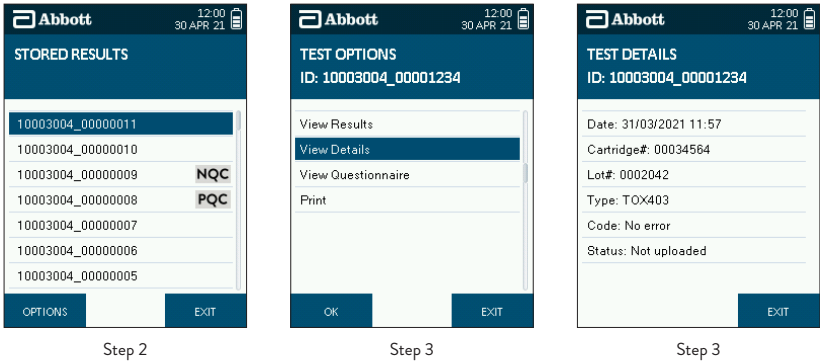 Abbott
12:00
30 APR 21
STORED RESULTS
10003004_00000011
10003004_00000010
10003004_00000009 NQC
10003004_00000008 PQC
10003004_00000007
10003004_00000006
10003004_00000005
OPTIONS EXIT
Step 2
Abbott
12:00
30 APR 21
TEST OPTIONS
ID: 10003004_00001234
View Results
View Details
View Questionnaire
Print
OK EXIT
Step 3
Abbott
12:00
30 APR 21
TEST DETAILS
ID: 10003004_00001234
Date: 31/03/2021 11:57
Cartridge#: 00034564
Lot#: 0002042
Type: TOX403
Code: No error
Status: Not uploaded
EXIT
Step 3